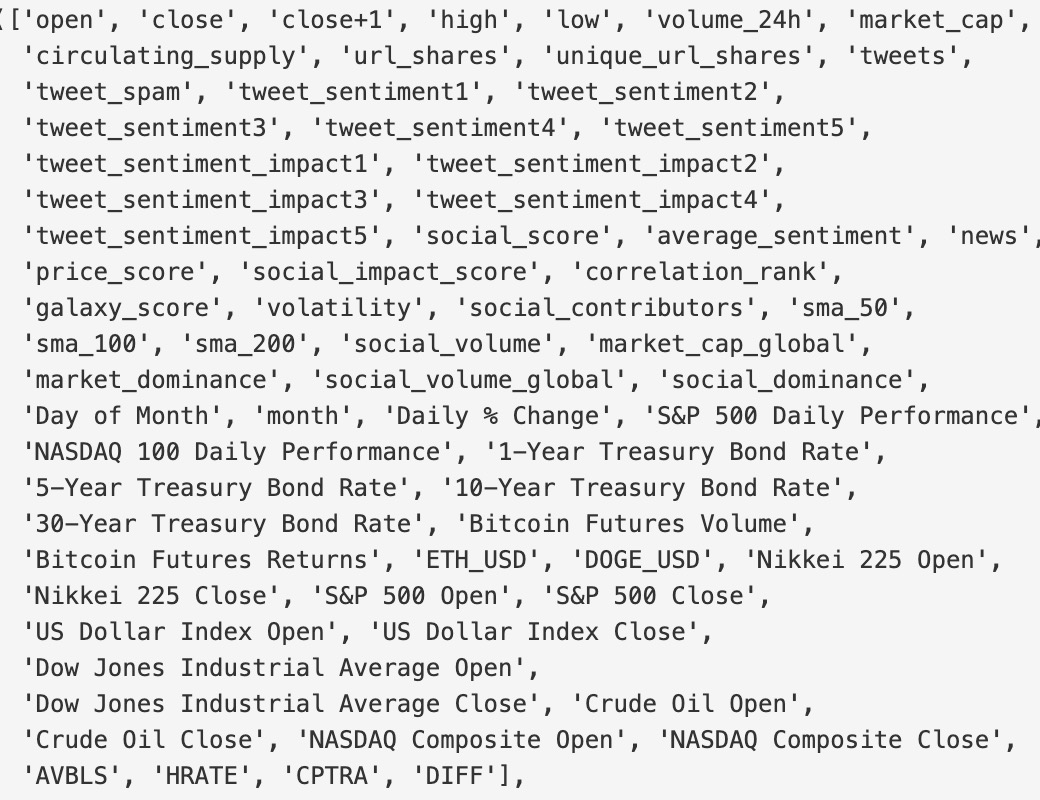 (['open', 'close', 'close+1', 'high', 'low', 'volume_24h', 'market_cap',
'circulating_supply', 'url_shares', 'unique_url_shares', 'tweets',
'tweet_spam', 'tweet_sentiment1', 'tweet_sentiment2',
'tweet_sentiment3', 'tweet_sentiment4', 'tweet_sentiment5',
'tweet_sentiment_impact1', 'tweet_sentiment_impact2',
'tweet_sentiment_impact3', 'tweet_sentiment_impact4',
'tweet_sentiment_impact5', 'social_score', 'average_sentiment', 'news',
'price_score', 'social_impact_score', 'correlation_rank',
'galaxy_score', 'volatility', 'social_contributors', 'sma_50',
'sma_100', 'sma_200', 'social_volume', 'market_cap_global',
'market_dominance', 'social_volume_global', 'social_dominance',
'Day of Month', 'month', 'Daily % Change', 'S&P 500 Daily Performance',
'NASDAQ 100 Daily Performance', '1-Year Treasury Bond Rate',
'5-Year Treasury Bond Rate', '10-Year Treasury Bond Rate',
'30-Year Treasury Bond Rate', 'Bitcoin Futures Volume',
'Bitcoin Futures Returns', 'ETH_USD', 'DOGE_USD', 'Nikkei 225 Open',
'Nikkei 225 Close', 'S&P 500 Open', 'S&P 500 Close',
'US Dollar Index Open', 'US Dollar Index Close',
'Dow Jones Industrial Average Open',
'Dow Jones Industrial Average Close', 'Crude Oil Open',
'Crude Oil Close', 'NASDAQ Composite Open', 'NASDAQ Composite Close',
'AVBLS', 'HRATE', 'CPTRA', 'DIFF'],